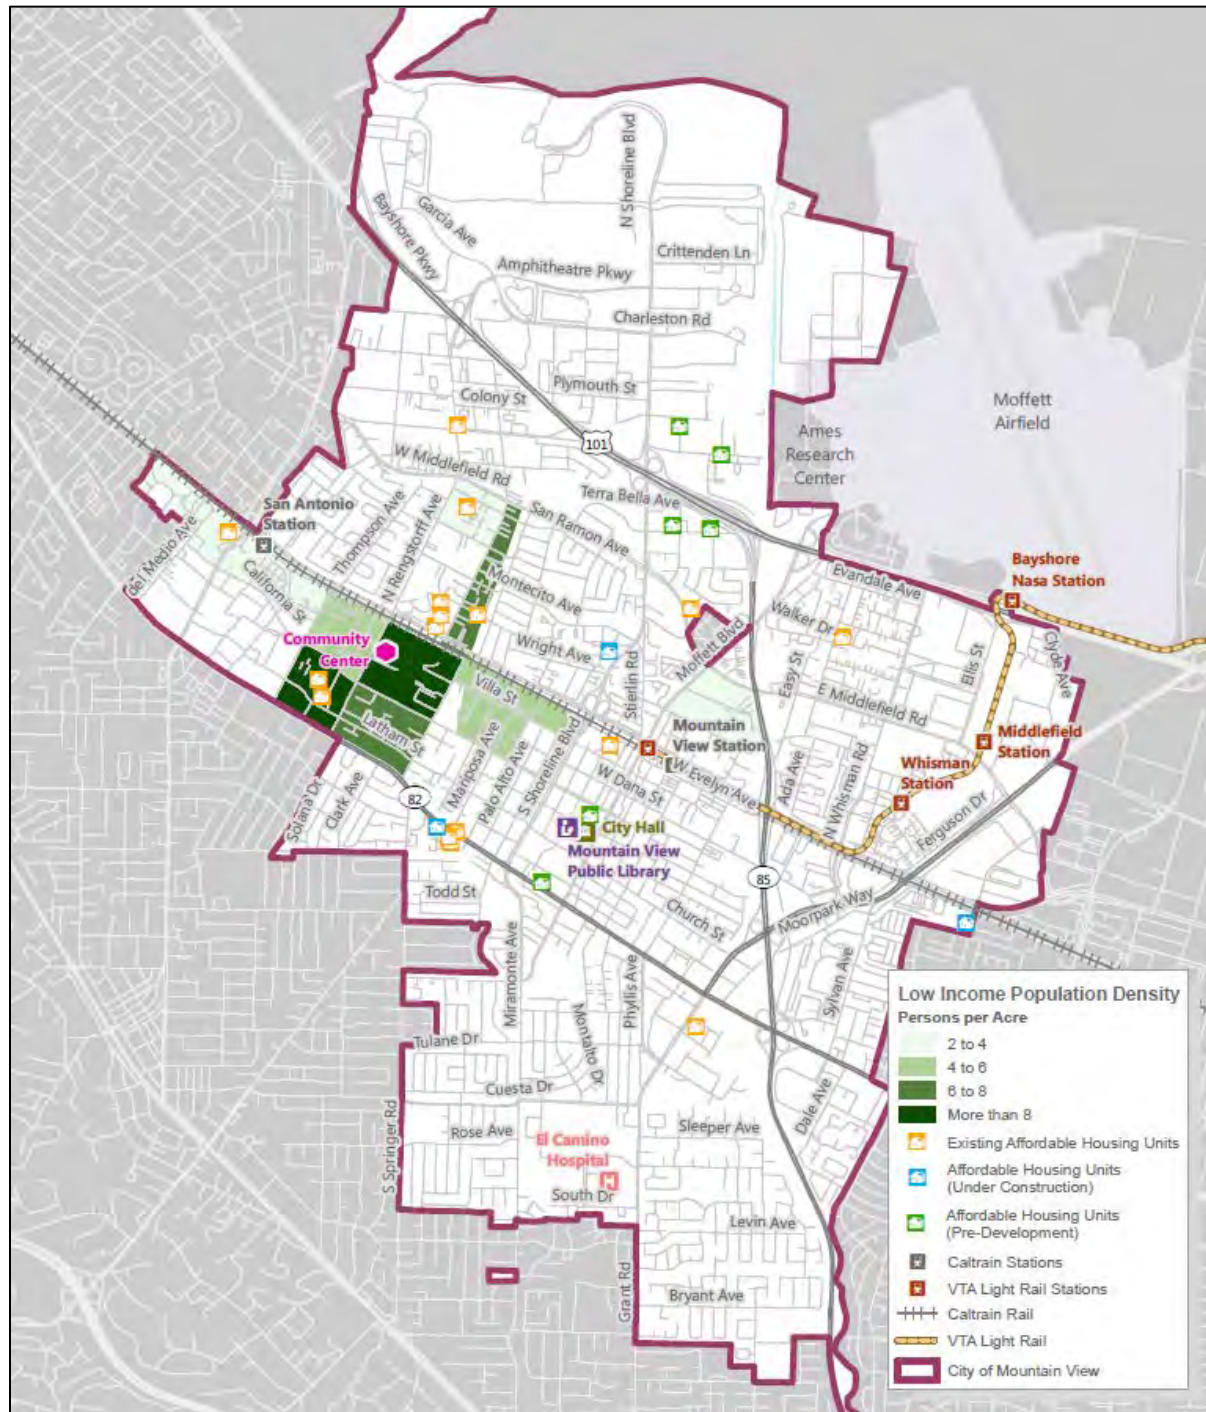 N Shoreline Blvd
Garcia Ave
Bayshore Pkwy
Crittenden Ln
Amphitheatre Pkwy
Charleston Rd
Plymouth St
Colony St
Moffett
Airfield
101
Ames
Research
Center
W Middlefield Rd
Terra Bella Ave
San Antonio
Station
Thompson Ave
N Rengstorff Ave
San Ramon Ave
del Medio Ave
California St
Montecito Ave
Evandale Ave
Bayshore
Nasa Station
Walker Dr
Community
Center
Wright Ave
Moffett Blvd
Stierlin Rd
Easy St
Ellis St
Clyde Ave
Villa St
E Middlefield Rd
Latham St
Mountain
View Station
Middlefield
Station
Mariposa Ave
Palo Alto Ave
S Shoreline Blvd
W Dana St
W Evelyn Ave
Ada Ave
N Whisman Rd
Whisman
Station
Solana Dr
Clark Ave
82
Ferguson Dr
City Hall
Mountain View
Public Library
85
Todd St
Church St
Moorpark Way
Miramonte Ave
Phyllis Ave
Sylvan Ave
Montalto Dr
Tulane Dr
Cuesta Dr
Dale Ave
S Springer Rd
Rose Ave
Sleeper Ave
El Camino
Hospital
H
South Dr
Levin Ave
Grant Rd
Bryant Ave
Low Income Population Density
Persons per Acre
2 to 4
4 to 6
6 to 8
More than 8
Existing Affordable Housing Units
Affordable Housing Units
(Under Construction)
Affordable Housing Units
(Pre-Development)
Caltrain Stations
VTA Light Rail Stations
Caltrain Rail
VTA Light Rail
City of Mountain View